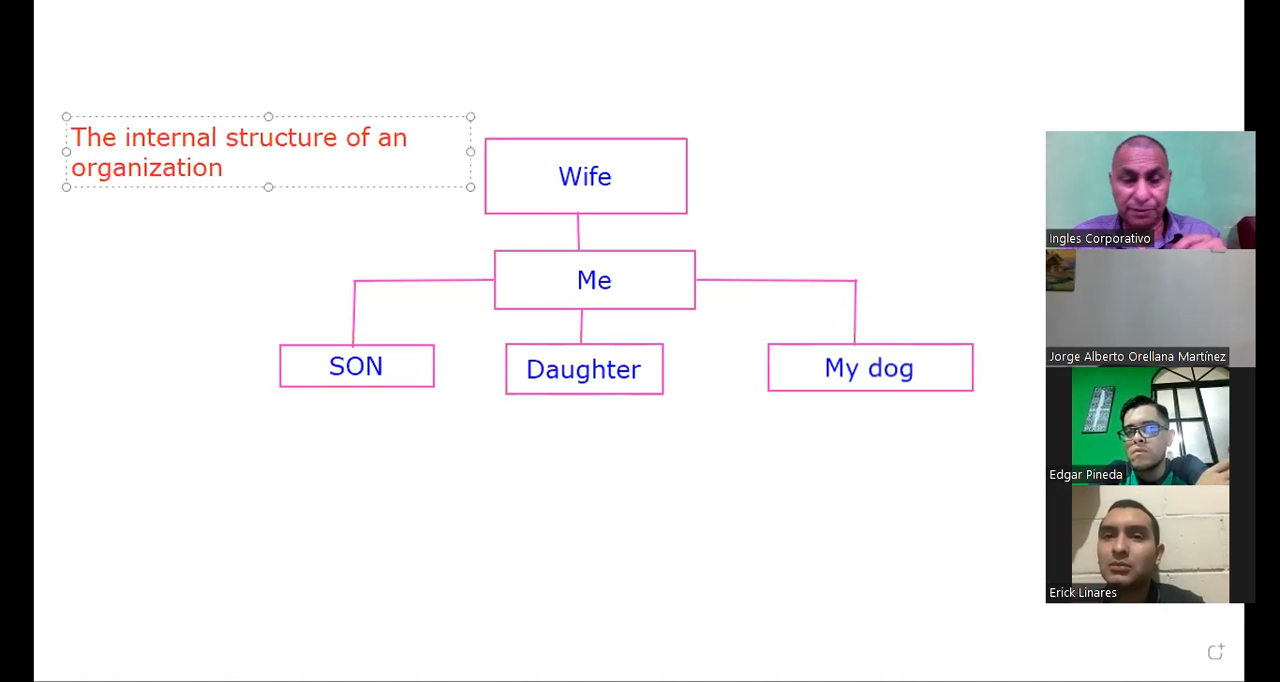 The internal structure of an
organization
Wife
Me
SON
Daughter
My dog
Ingles Corporativo
Jorge Alberto Orellana Martínez
Edgar Pineda
Erick Linares